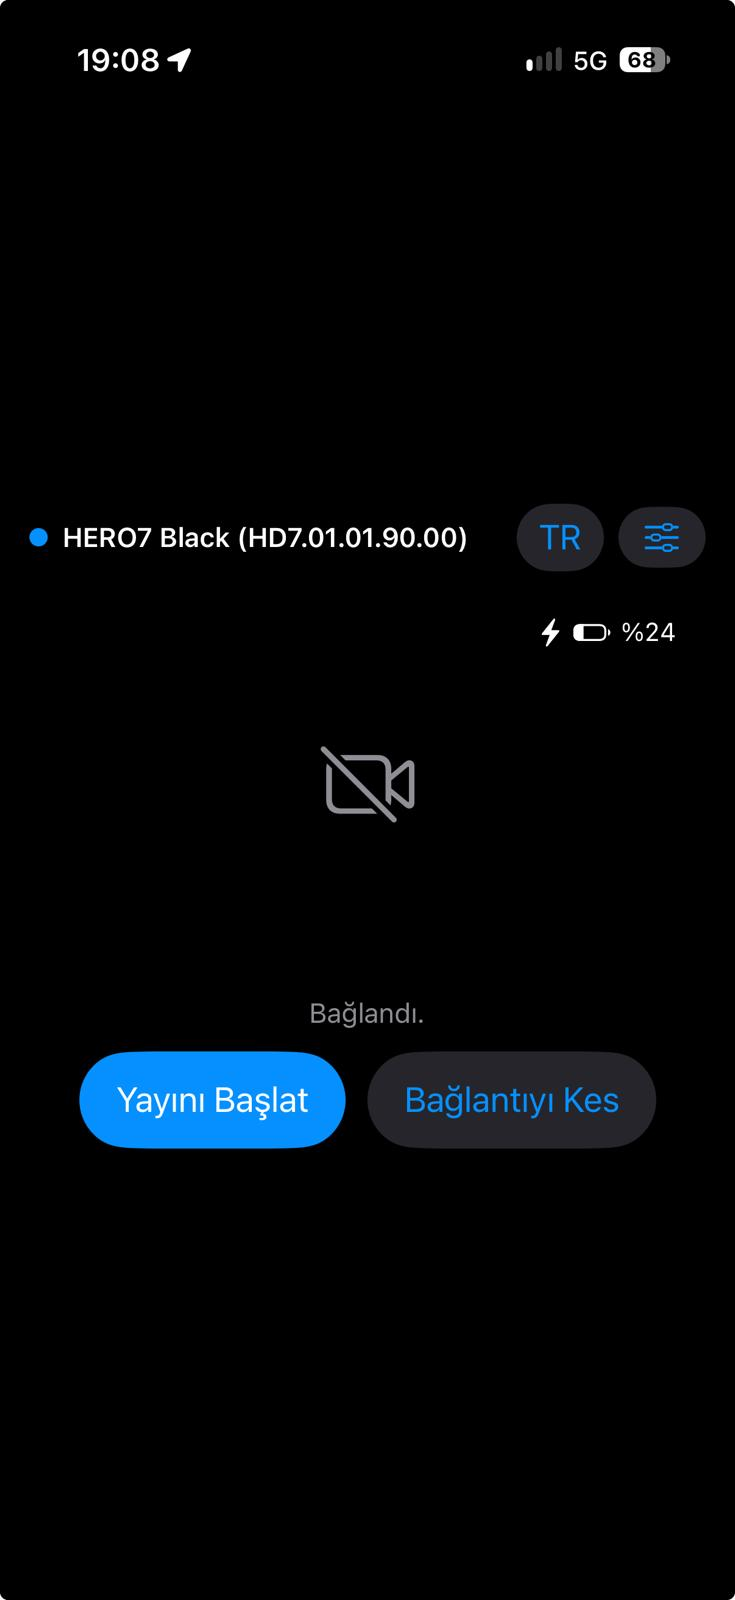 19:08
5G 68
HERO7 Black (HD7.01.01.90.00)
TR
%24
Bağlandı.
Yayını Başlat
Bağlantıyı Kes